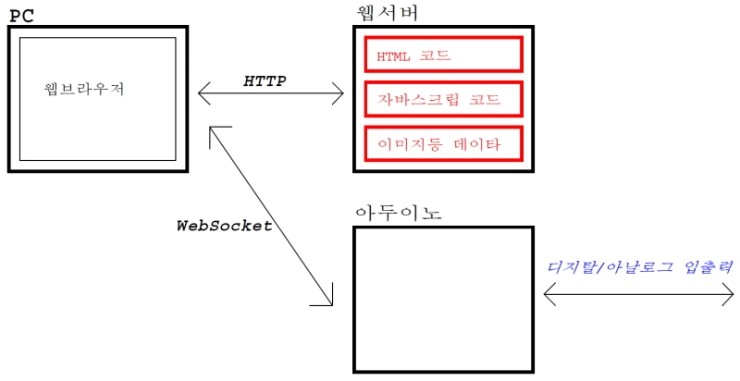 PC
웹서버
웹브라우저
HTTP
HTML 코드
자바스크립 코드
이미지등 데이타
WebSocket
아두이노
디지탈/아날로그 입출력